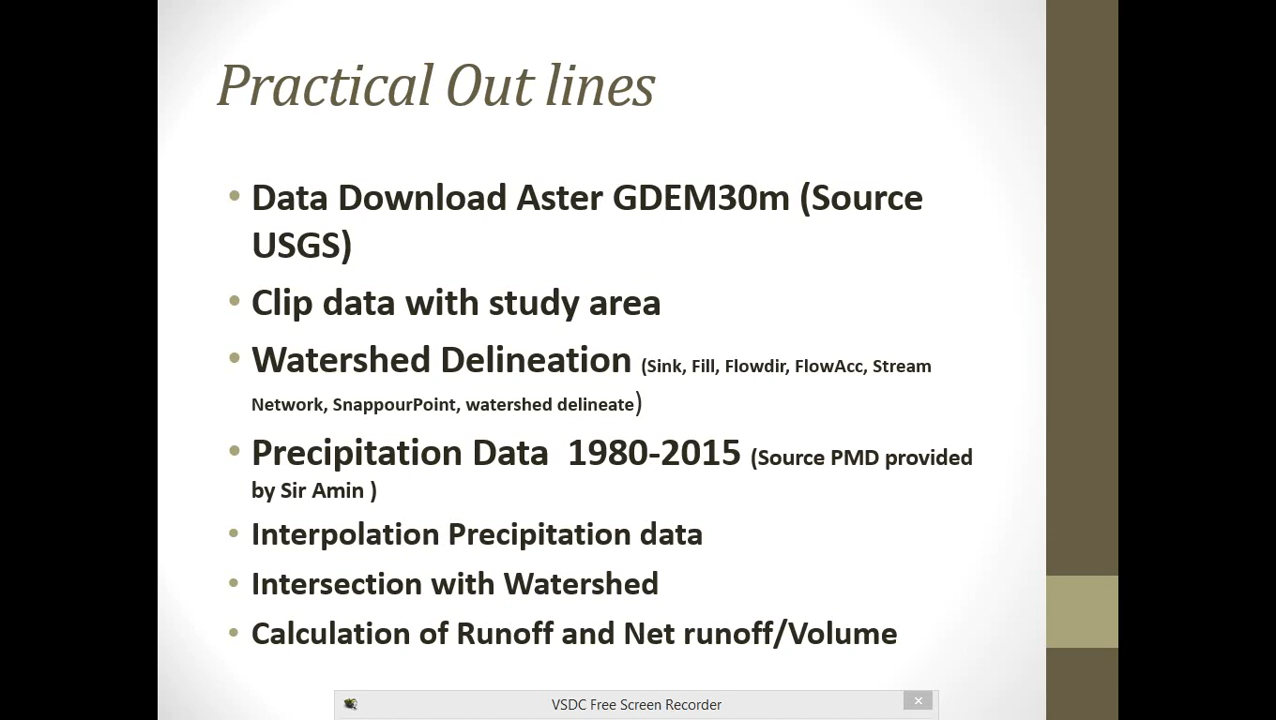 Practical Out lines
• Data Download Aster GDEM30m (Source
USGS)
• Clip data with study area
• Watershed Delineation (Sink, Fill, Flowdir, FlowAcc, Stream
Network, SnappourPoint, watershed delineate)
• Precipitation Data 1980-2015 (Source PMD provided
by Sir Amin )
• Interpolation Precipitation data
• Intersection with Watershed
• Calculation of Runoff and Net runoff/Volume
VSDC Free Screen Recorder